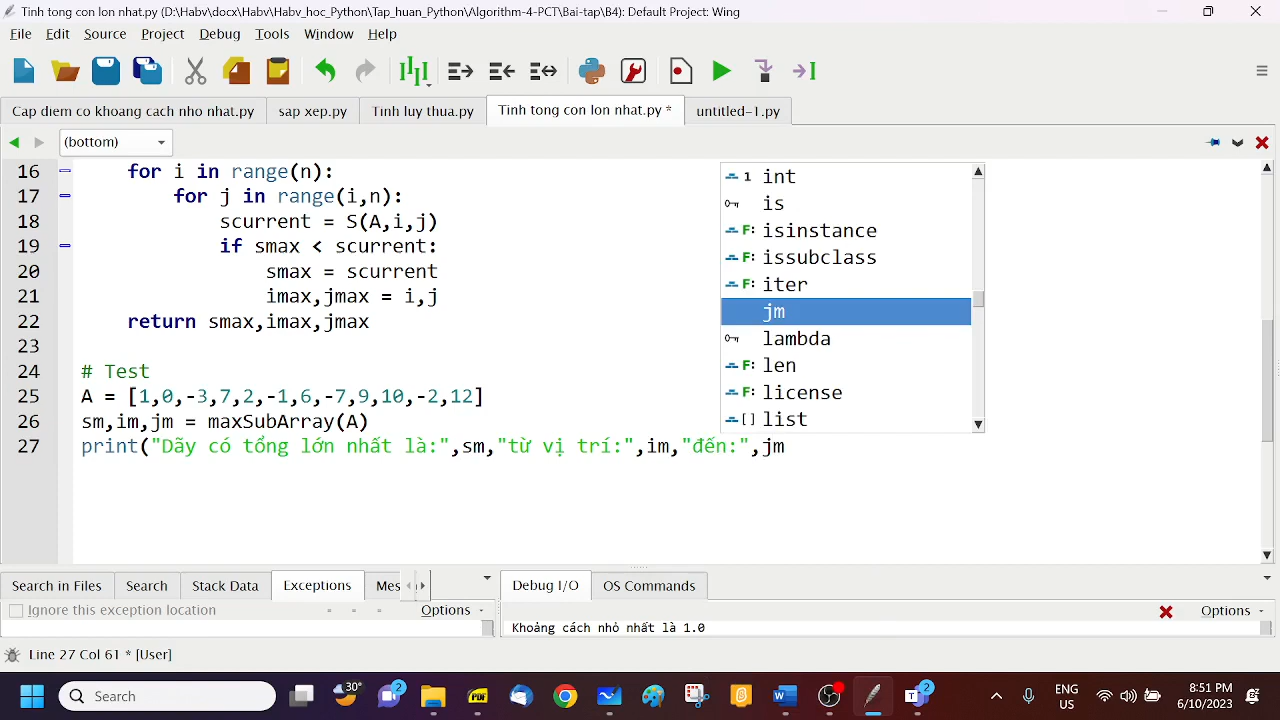 Tinh tong con lon nhat.py (D:\Habv\docx\Habv\Habv_hoc_Python\Tap_huan_Python\Algorithm-4-PCT\Bai-tap\B4): Default Project: Wing
File Edit Source Project Debug Tools Window Help
Cap diem co khoang cach nho nhat.py sap xep.py Tinh luy thua.py Tinh tong con lon nhat.py * untitled-1.py
(bottom)
16 for i in range(n):
17 for j in range(i,n):
18 scurrent = S(A,i,j)
19 if smax < scurrent:
20 smax = scurrent
21 imax,jmax = i,j
22 return smax,imax,jmax
23
24 # Test
25 A = [1,0,-3,7,2,-1,6,-7,9,10,-2,12]
26 sm,im,jm = maxSubArray(A)
27 print("Dãy có tổng lớn nhất là:",sm,"từ vị trí:",im,"đến:",jm
1 int
is
F: isinstance
F: issubclass
F: iter
jm
lambda
F: len
F: license
[] list
Search in Files Search Stack Data Exceptions Mes
Ignore this exception location Options
Debug I/O OS Commands
Options
Khoảng cách nhỏ nhất là 1.0
Line 27 Col 61 * [User]
Search
30°
2
PDF
2
ENG
US
8:51 PM
6/10/2023